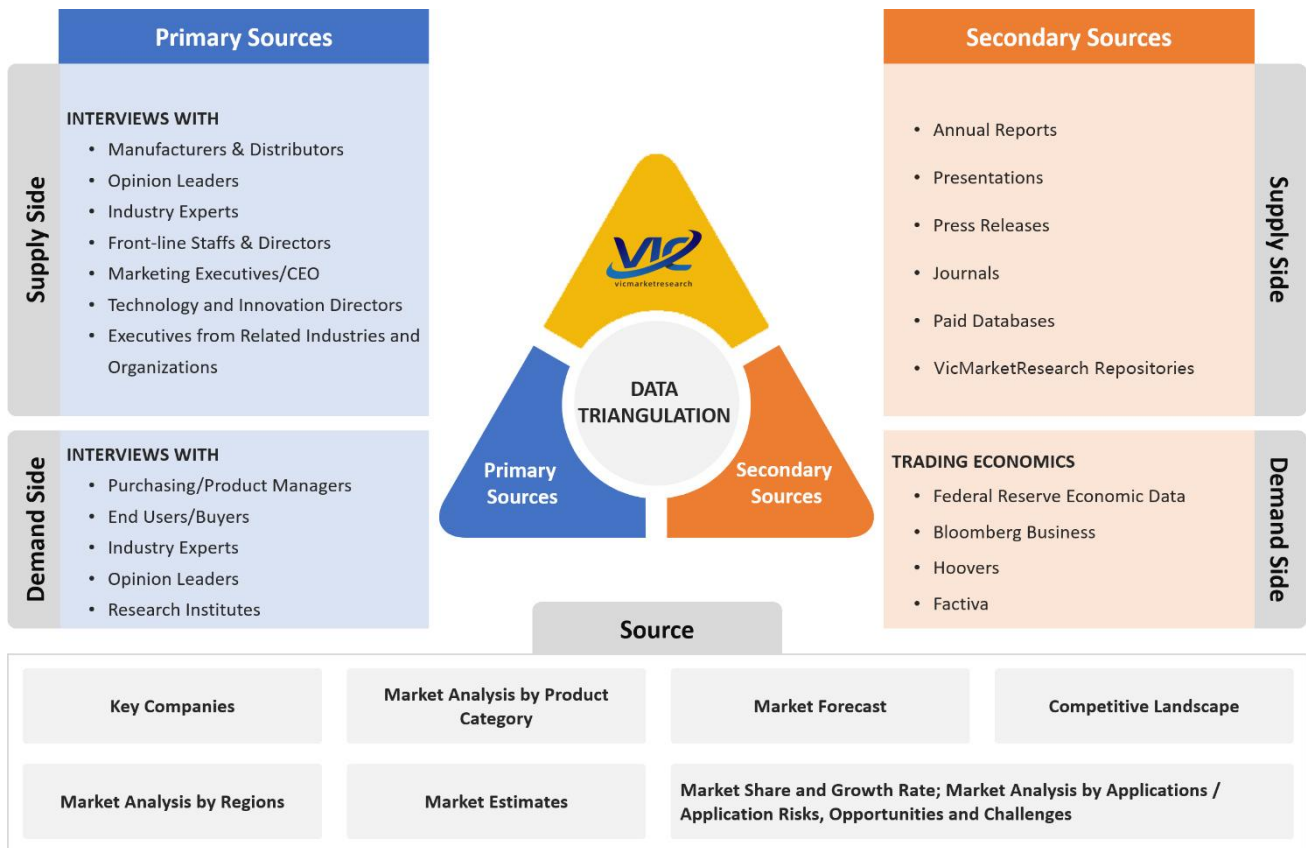 Primary Sources
Supply Side
INTERVIEWS WITH
• Manufacturers & Distributors
• Opinion Leaders
• Industry Experts
• Front-line Staffs & Directors
• Marketing Executives/CEO
• Technology and Innovation Directors
• Executives from Related Industries and
Organizations
Demand Side
INTERVIEWS WITH
• Purchasing/Product Managers
• End Users/Buyers
• Industry Experts
• Opinion Leaders
• Research Institutes
VIC
vicmarketresearch
DATA
TRIANGULATION
Primary
Sources
Secondary
Sources
Secondary Sources
Supply Side
• Annual Reports
• Presentations
• Press Releases
• Journals
• Paid Databases
• VicMarketResearch Repositories
Demand Side
TRADING ECONOMICS
• Federal Reserve Economic Data
• Bloomberg Business
• Hoovers
• Factiva
Source
Key Companies
Market Analysis by Product
Category
Market Forecast
Competitive Landscape
Market Analysis by Regions
Market Estimates
Market Share and Growth Rate; Market Analysis by Applications /
Application Risks, Opportunities and Challenges